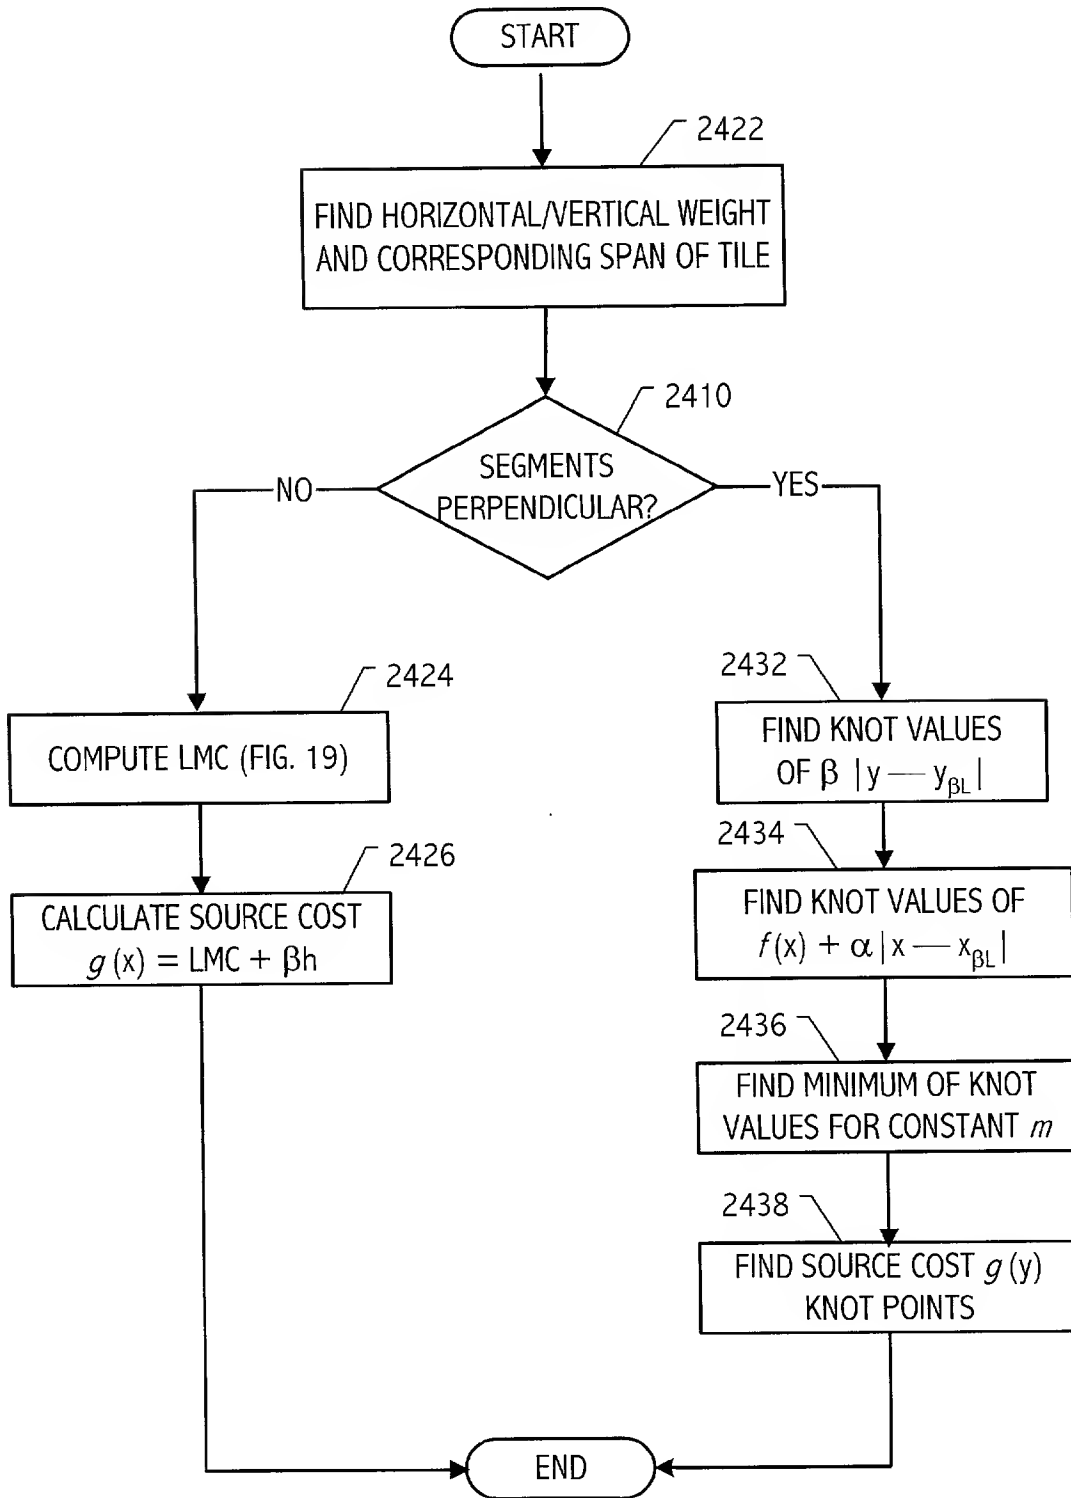 START
2422
FIND HORIZONTAL/VERTICAL WEIGHT
AND CORRESPONDING SPAN OF TILE
2410
SEGMENTS
PERPENDICULAR?
NO
YES
2424
COMPUTE LMC (FIG. 19)
2426
CALCULATE SOURCE COST
g (x) = LMC + βh
2432
FIND KNOT VALUES
OF β |y — yβL|
2434
FIND KNOT VALUES OF
f(x) + α|x — xβL|
2436
FIND MINIMUM OF KNOT
VALUES FOR CONSTANT m
2438
FIND SOURCE COST g (y)
KNOT POINTS
END